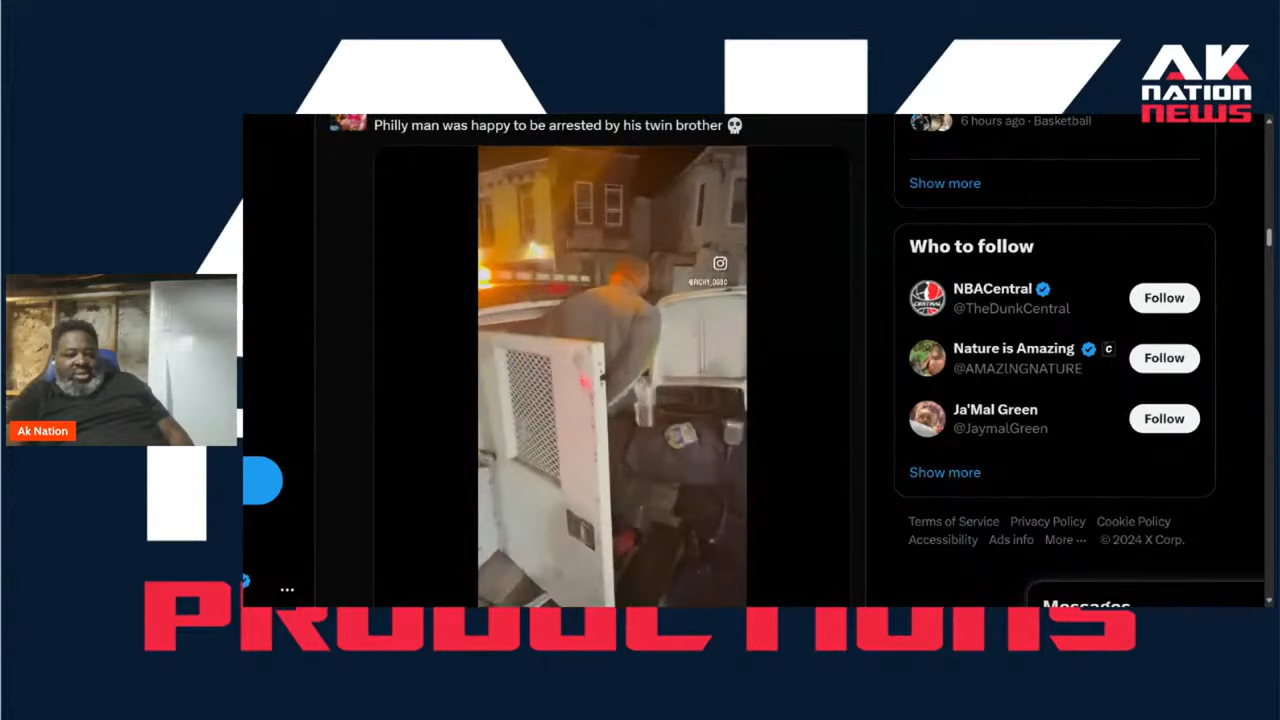 AK
NATION
NEWS
Philly man was happy to be arrested by his twin brother 💀
6 hours ago · Basketball
Show more
Who to follow
NBACentral
@TheDunkCentral
Follow
Nature is Amazing
@AMAZINGNATURE
Follow
Ja'Mal Green
@JaymalGreen
Follow
Show more
Terms of Service Privacy Policy Cookie Policy
Accessibility Ads info More ··· © 2024 X Corp.
Messages
Ak Nation
PRODUCTIONS